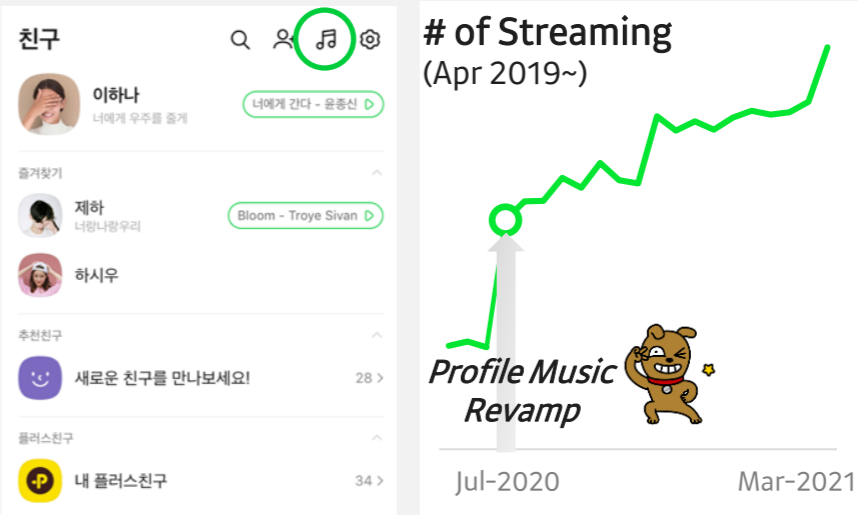 친구
이하나
너에게 우주를 줄게
너에게 간다 - 윤종신
즐겨찾기
제하
너랑나랑우리
Bloom - Troye Sivan
하시우
추천친구
새로운 친구를 만나보세요!
28
플러스친구
내 플러스친구
34
# of Streaming
(Apr 2019~)
Profile Music
Revamp
Jul-2020
Mar-2021